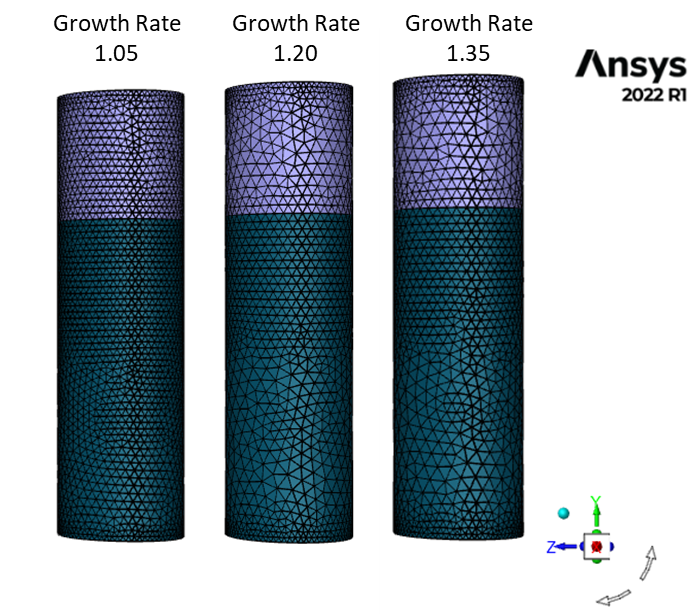 Growth Rate
1.05
Growth Rate
1.20
Growth Rate
1.35
Ansys
2022 R1
Y
Z